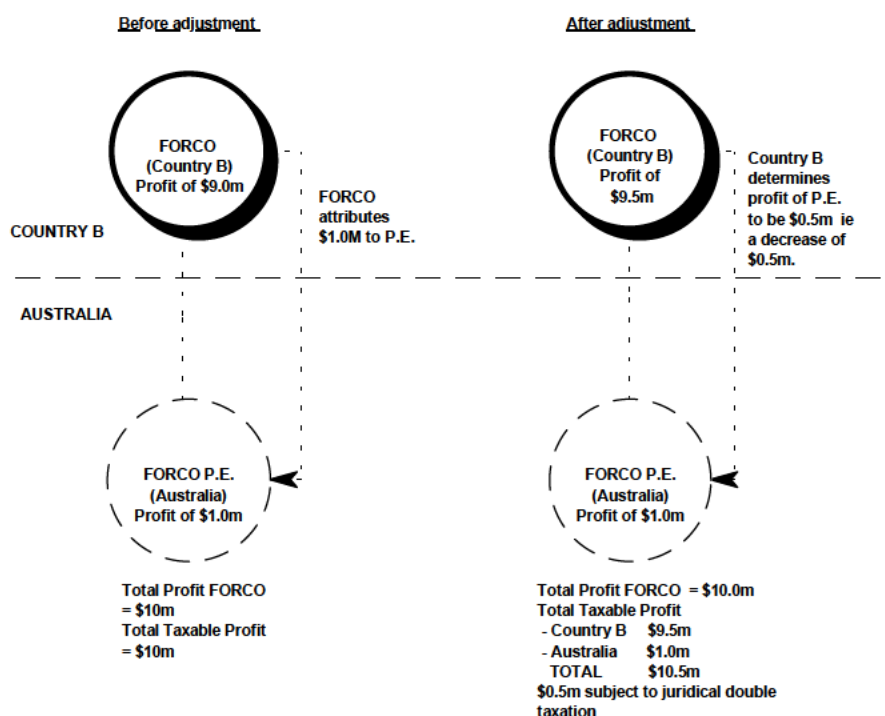 Before adjustment
FORCO
(Country B)
Profit of $9.0m
FORCO
attributes
$1.0M to P.E.
COUNTRY B
AUSTRALIA
FORCO P.E.
(Australia)
Profit of $1.0m
Total Profit FORCO
= $10m
Total Taxable Profit
= $10m
After adjustment
FORCO
(Country B)
Profit of
$9.5m
Country B
determines
profit of P.E.
to be $0.5m ie
a decrease of
$0.5m.
FORCO P.E.
(Australia)
Profit of $1.0m
Total Profit FORCO = $10.0m
Total Taxable Profit
- Country B $9.5m
- Australia $1.0m
TOTAL $10.5m
$0.5m subject to juridical double
taxation